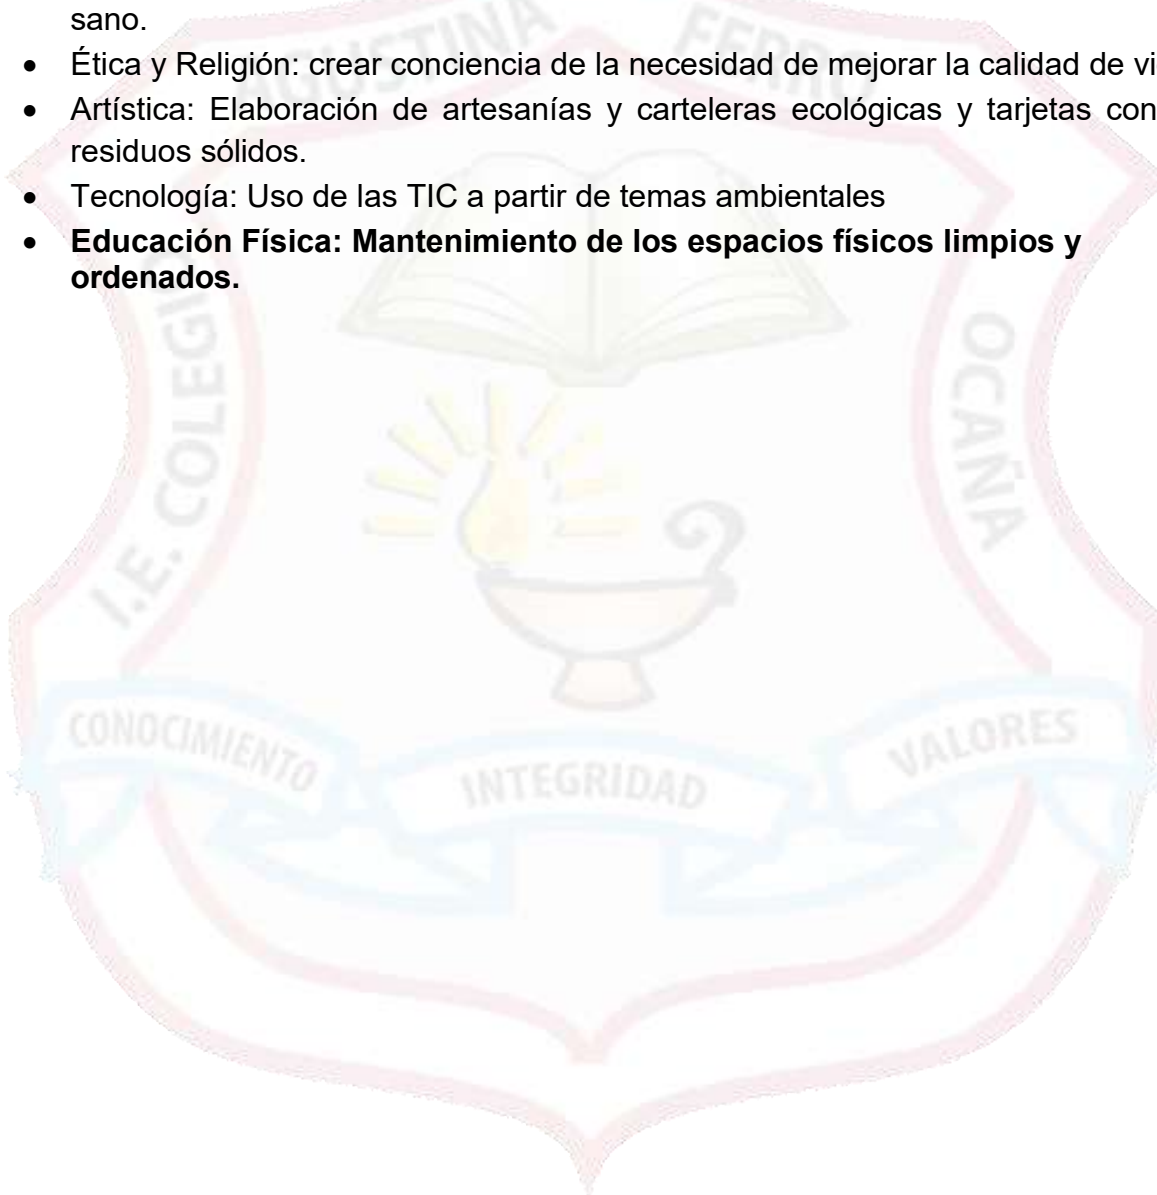 sano.
• Ética y Religión: crear conciencia de la necesidad de mejorar la calidad de vi
• Artística: Elaboración de artesanías y carteleras ecológicas y tarjetas con
residuos sólidos.
• Tecnología: Uso de las TIC a partir de temas ambientales
• Educación Física: Mantenimiento de los espacios físicos limpios y
ordenados.
I.E. COLEGIO
AGUSTINA FERRO
OCAÑA
CONOCIMIENTO
INTEGRIDAD
VALORES